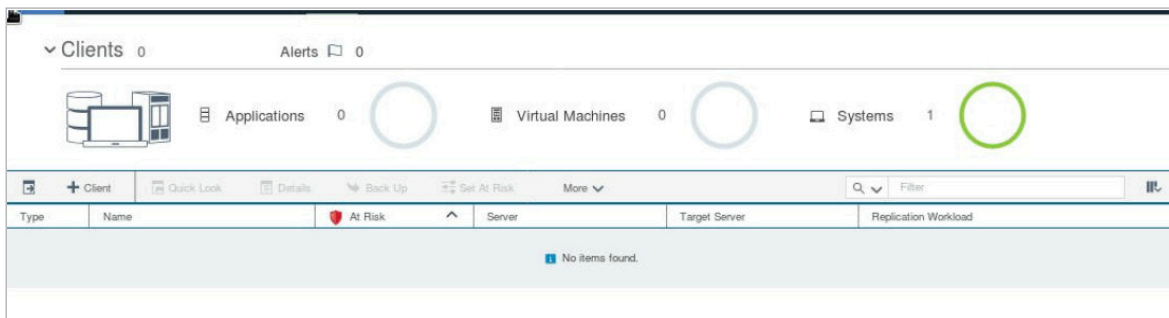 Clients 0 Alerts 0
Applications 0 Virtual Machines 0 Systems 1
Client Quick Look Details Back Up Set At Risk More Filter
Type Name At Risk Server Target Server Replication Workload
No items found.